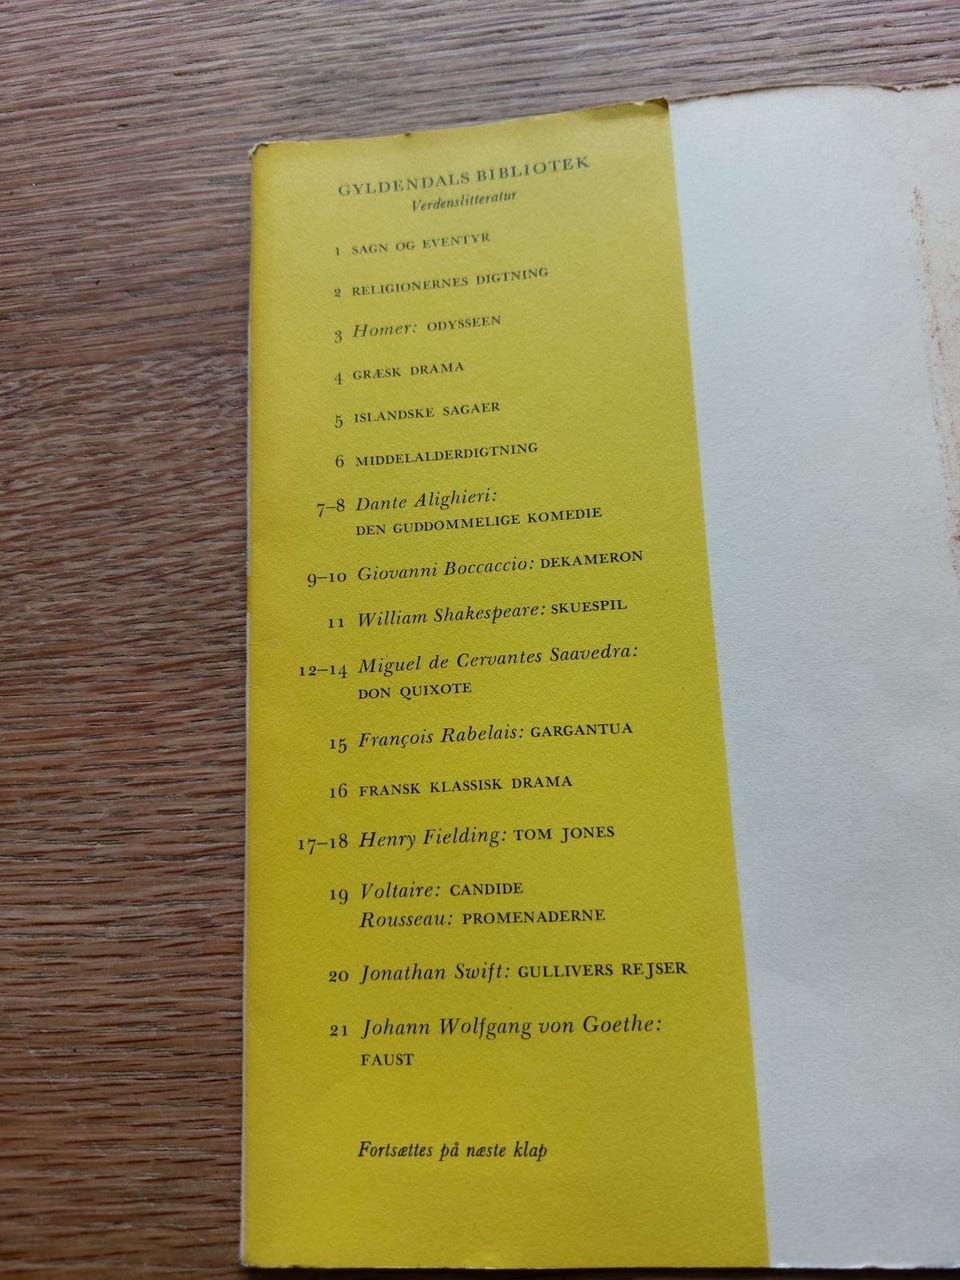 GYLDENDALS BIBLIOTEK
Verdenslitteratur
1 SAGN OG EVENTYR
2 RELIGIONERNES DIGTNING
3 Homer: ODYSSEEN
4 GRÆSK DRAMA
5 ISLANDSKE SAGAER
6 MIDDELALDERDIGTNING
7–8 Dante Alighieri:
DEN GUDDOMMELIGE KOMEDIE
9–10 Giovanni Boccaccio: DEKAMERON
11 William Shakespeare: SKUESPIL
12–14 Miguel de Cervantes Saavedra:
DON QUIXOTE
15 François Rabelais: GARGANTUA
16 FRANSK KLASSISK DRAMA
17–18 Henry Fielding: TOM JONES
19 Voltaire: CANDIDE
Rousseau: PROMENADERNE
20 Jonathan Swift: GULLIVERS REJSER
21 Johann Wolfgang von Goethe:
FAUST
Fortsættes på næste klap